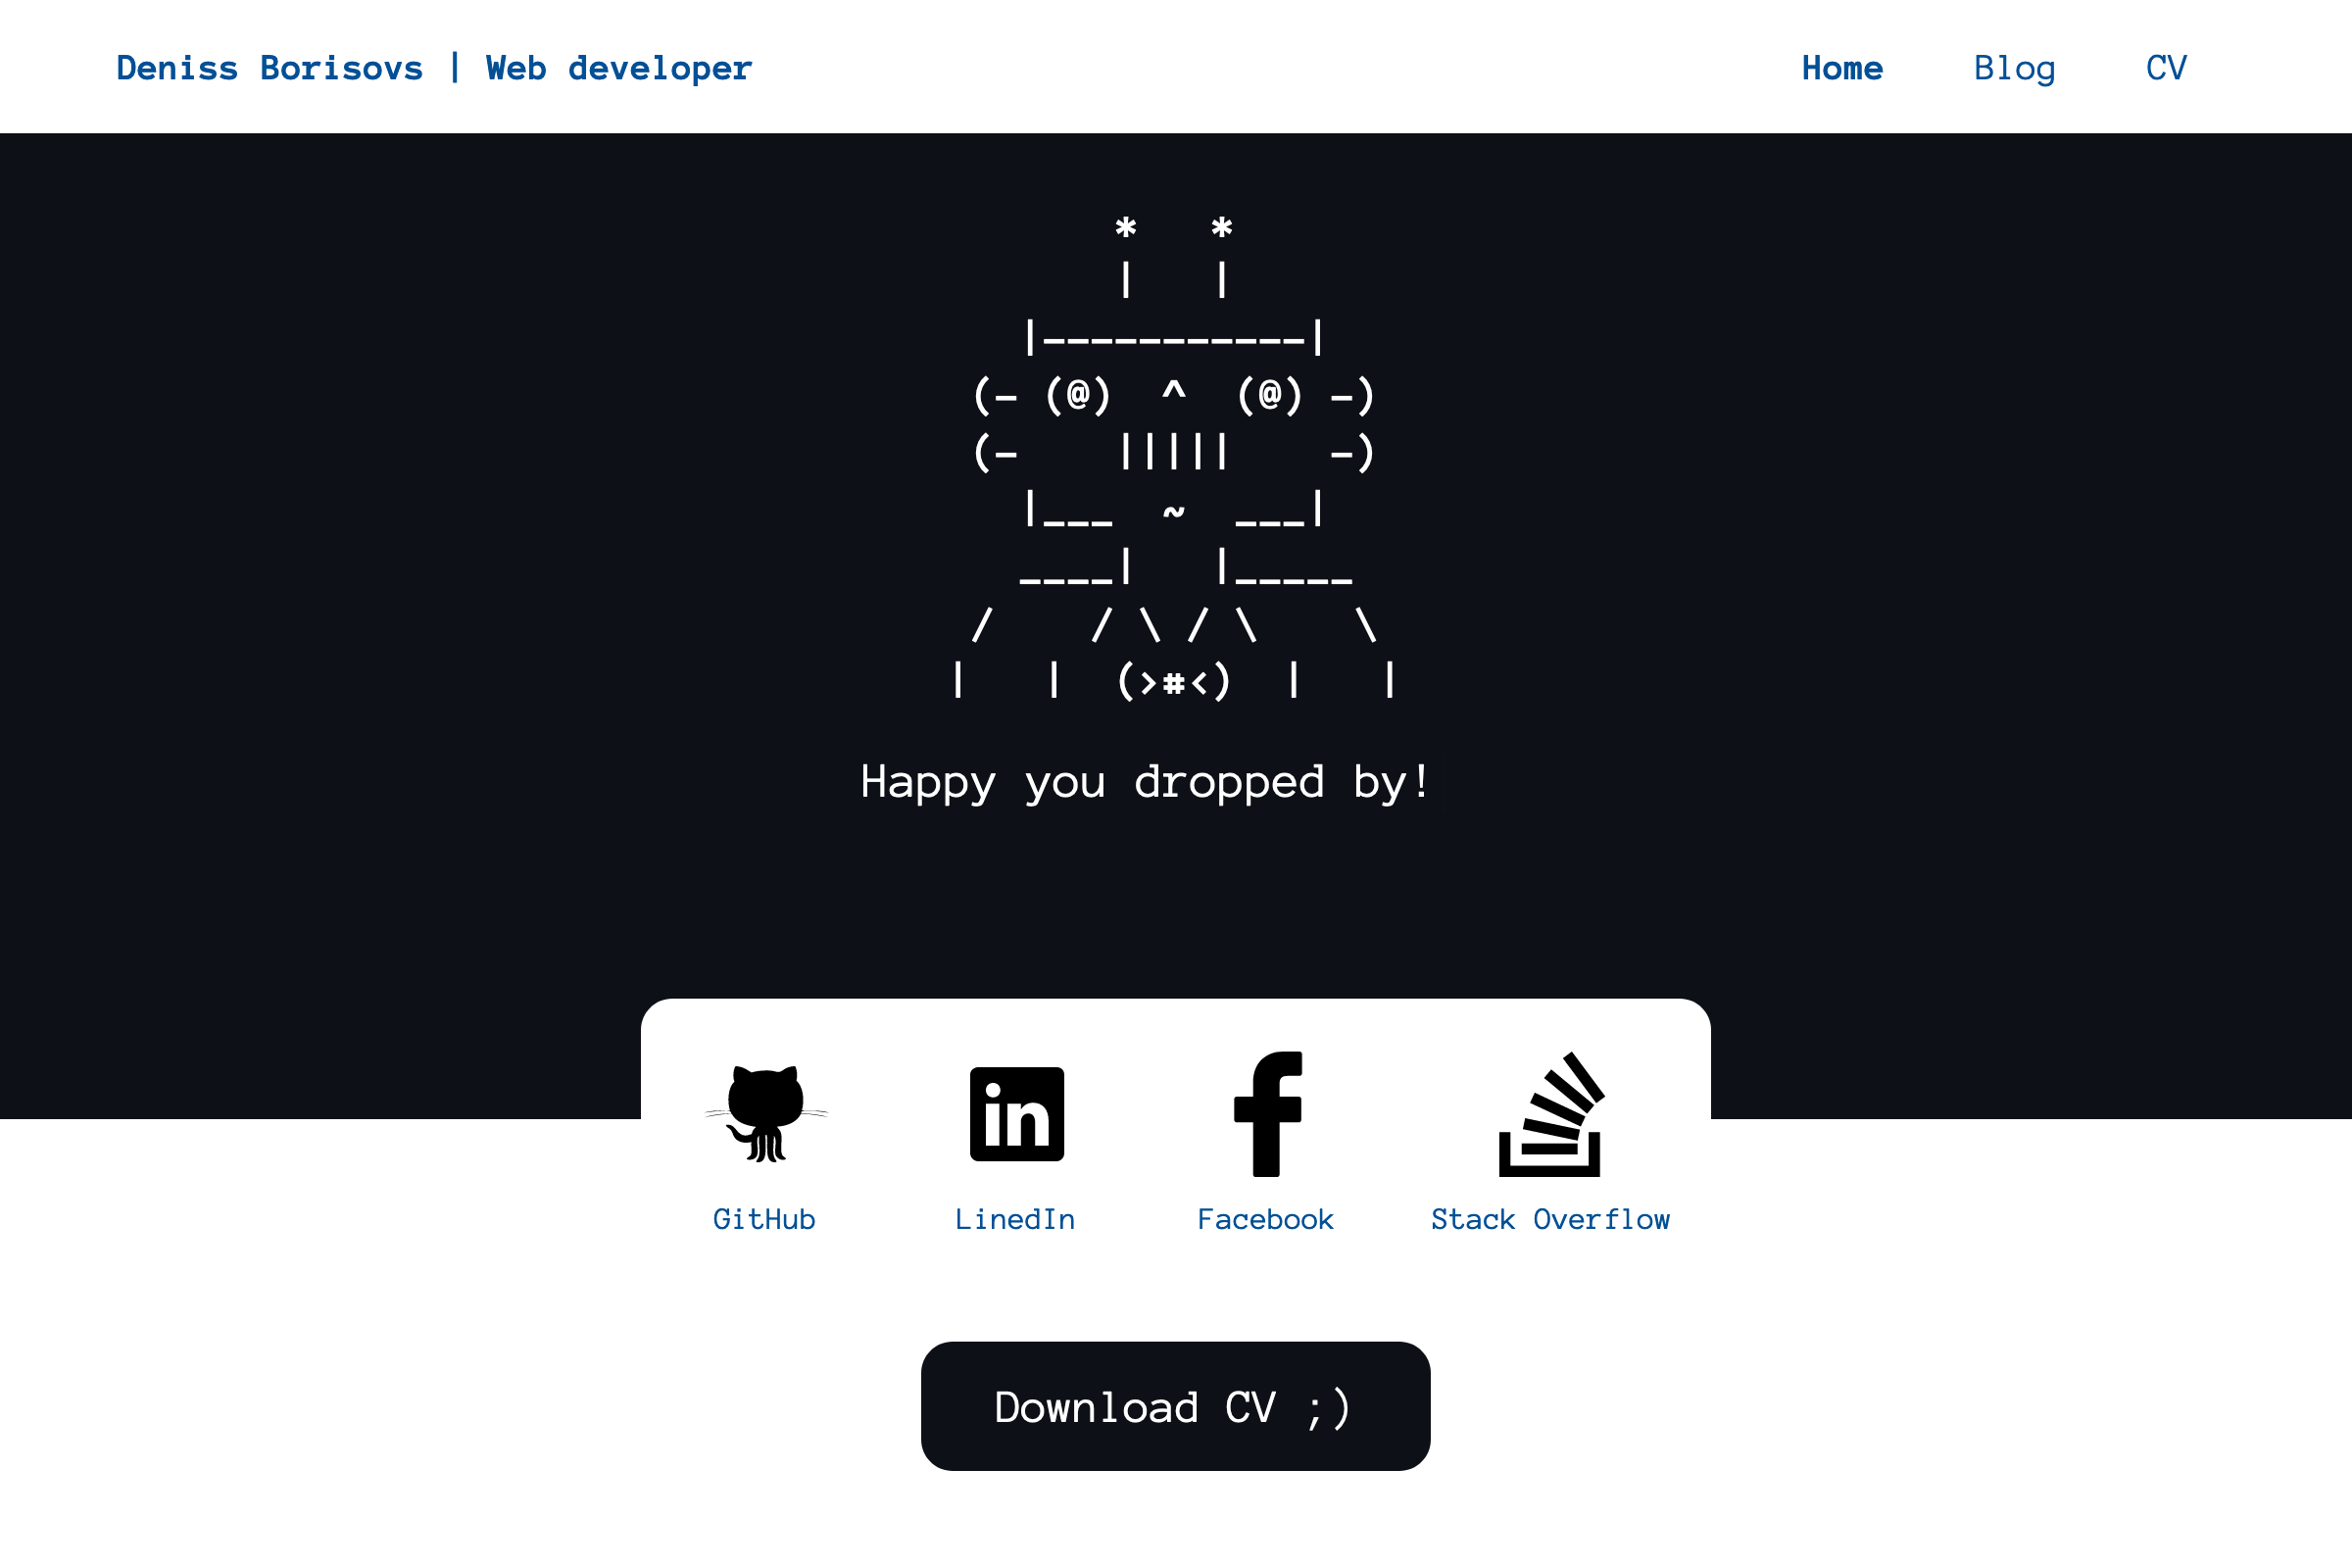 Deniss Borisovs | Web developer
Home Blog CV
*   *
|   |
|-----------|
(- (@)  ^  (@) -)
(-    |||||    -)
|___  ~  ___|
____|   |_____
/    / \ / \    \
|   |  (>#<)  |   |
Happy you dropped by!
in
GitHub LinedIn Facebook Stack Overflow
Download CV ;)